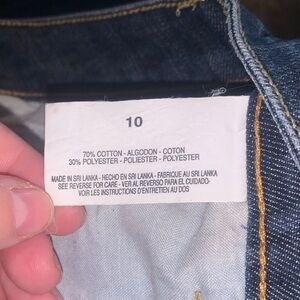 10
70% COTTON - ALGODON - COTON
30% POLYESTER - POLIESTER - POLYESTER
MADE IN SRI LANKA - HECHO EN SRI LANKA - FABRIQUE AU SRI LANKA
SEE REVERSE FOR CARE - VER AL REVERSO PARA EL CUIDADO-
VOIR LES INSTRUCTIONS D'ENTRETIEN AU DOS